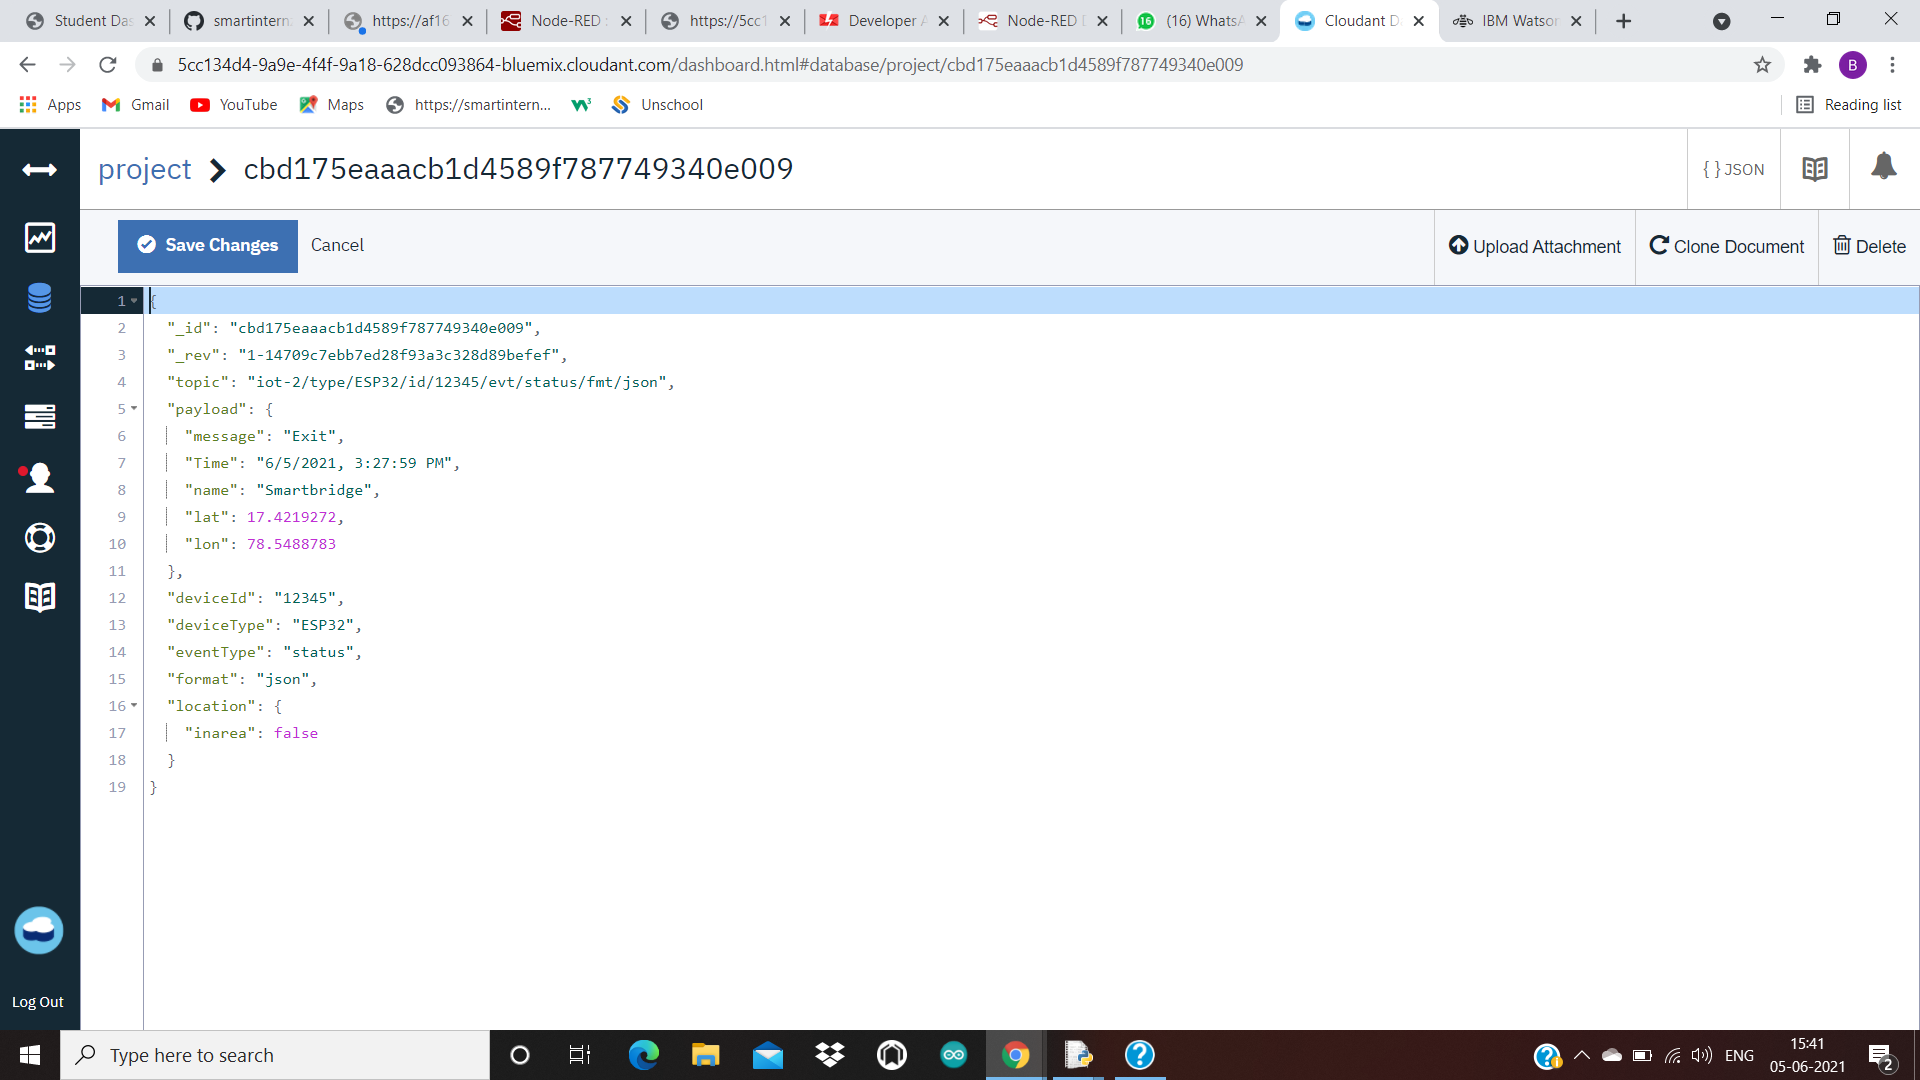 Student Das
smartintern
https://af16
Node-RED :
https://5cc1
Developer A
Node-RED D
(16) WhatsA
Cloudant Da
IBM Watson
5cc134d4-9a9e-4f4f-9a18-628dcc093864-bluemix.cloudant.com/dashboard.html#database/project/cbd175eaaacb1d4589f787749340e009
B
Apps
Gmail
YouTube
Maps
https://smartintern...
Unschool
Reading list
project > cbd175eaaacb1d4589f787749340e009
{ } JSON
Save Changes
Cancel
Upload Attachment
Clone Document
Delete
1 {
2 "_id": "cbd175eaaacb1d4589f787749340e009",
3 "_rev": "1-14709c7ebb7ed28f93a3c328d89befef",
4 "topic": "iot-2/type/ESP32/id/12345/evt/status/fmt/json",
5 "payload": {
6 "message": "Exit",
7 "Time": "6/5/2021, 3:27:59 PM",
8 "name": "Smartbridge",
9 "lat": 17.4219272,
10 "lon": 78.5488783
11 },
12 "deviceId": "12345",
13 "deviceType": "ESP32",
14 "eventType": "status",
15 "format": "json",
16 "location": {
17 "inarea": false
18 }
19 }
Log Out
Type here to search
ENG
15:41
05-06-2021
2